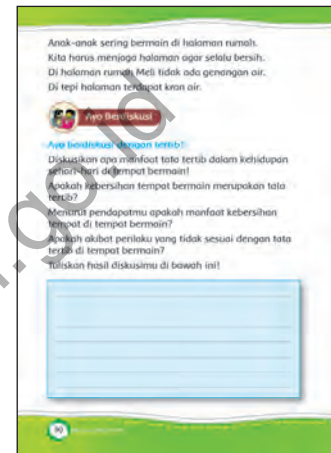 Anak-anak sering bermain di halaman rumah.
Kita harus menjaga halaman agar selalu bersih.
Di halaman rumah Meli tidak ada genangan air.
Di tepi halaman terdapat kran air.
Ayo Berdiskusi
Ayo berdiskusi dengan tertib!
Diskusikan apa manfaat tata tertib dalam kehidupan
sehari-hari di tempat bermain!
Apakah kebersihan tempat bermain merupakan tata
tertib?
Menurut pendapatmu apakah manfaat kebersihan
tempat di tempat bermain?
Apakah akibat perilaku yang tidak sesuai dengan tata
tertib di tempat bermain?
Tuliskan hasil diskusimu di bawah ini!
90